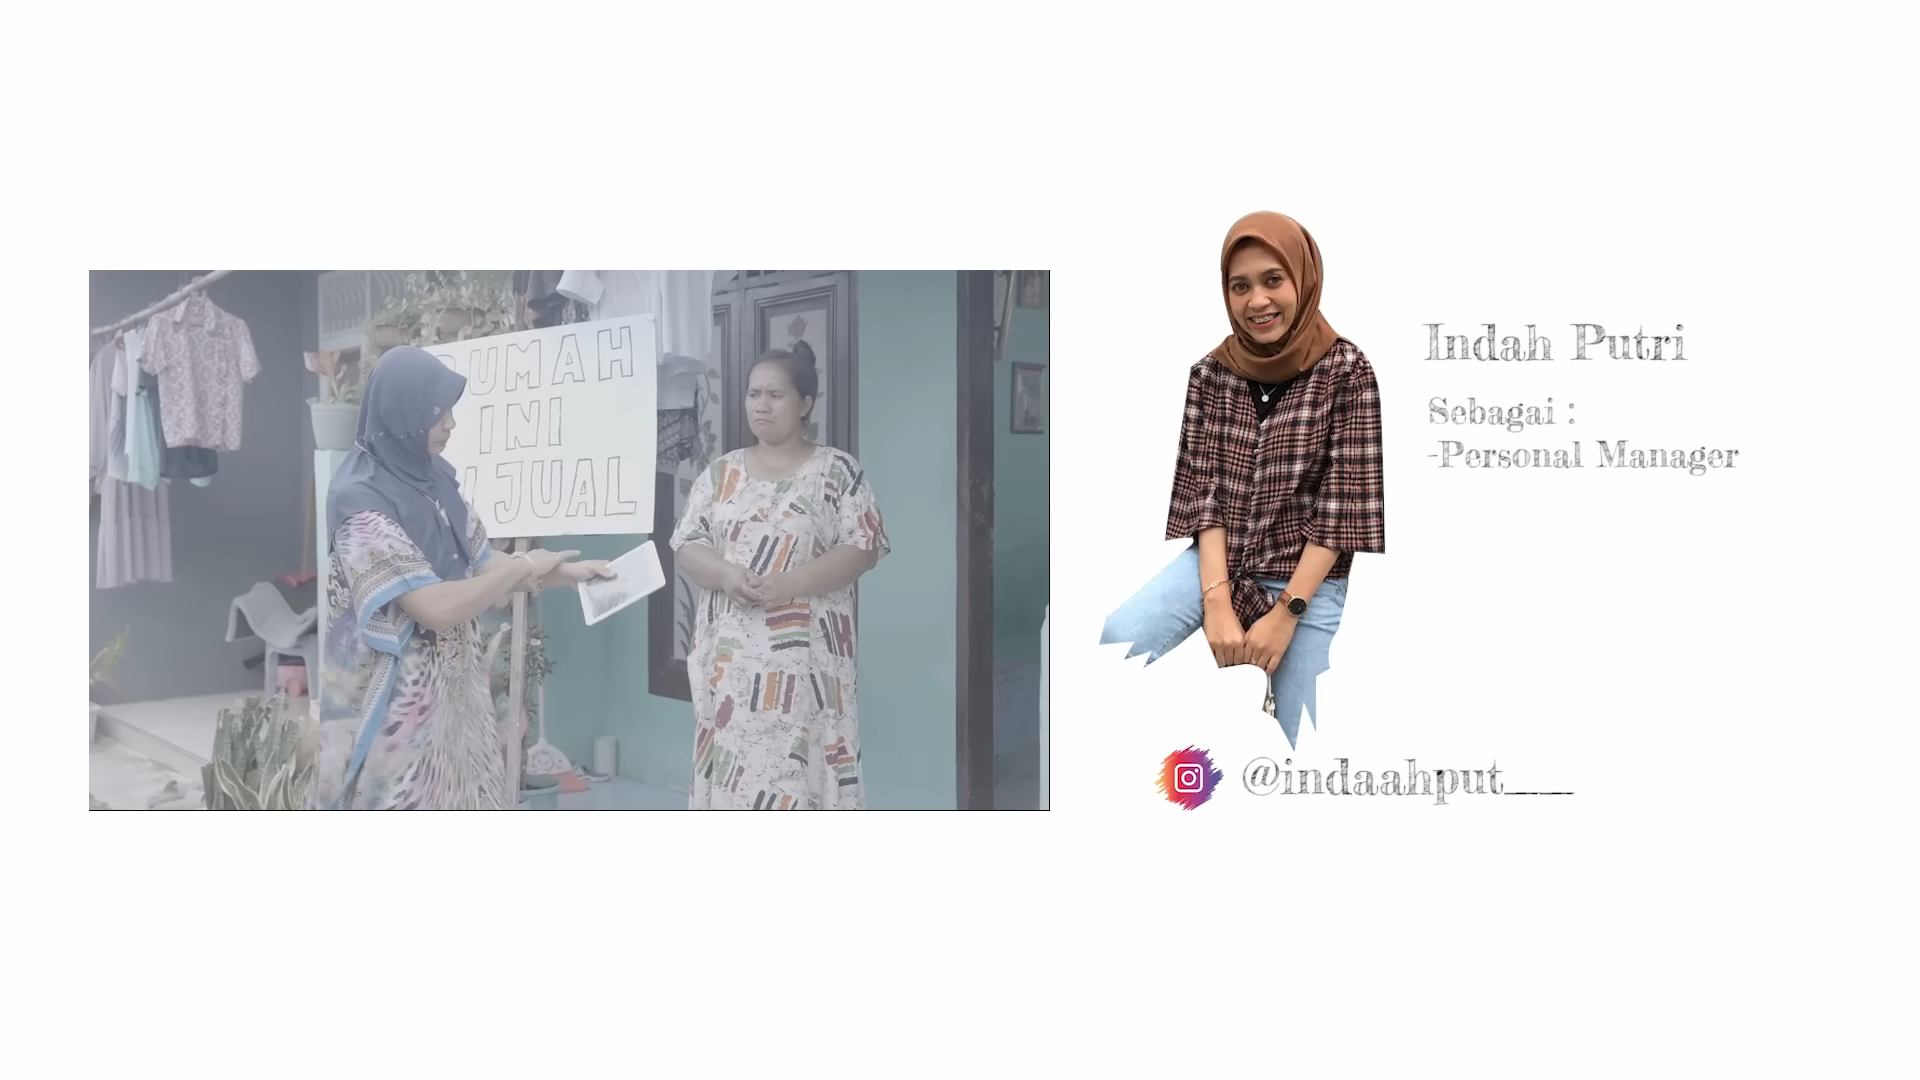 UMAH
INI
JUAL
Indah Putri
Sebagai :
-Personal Manager
@indaahput___